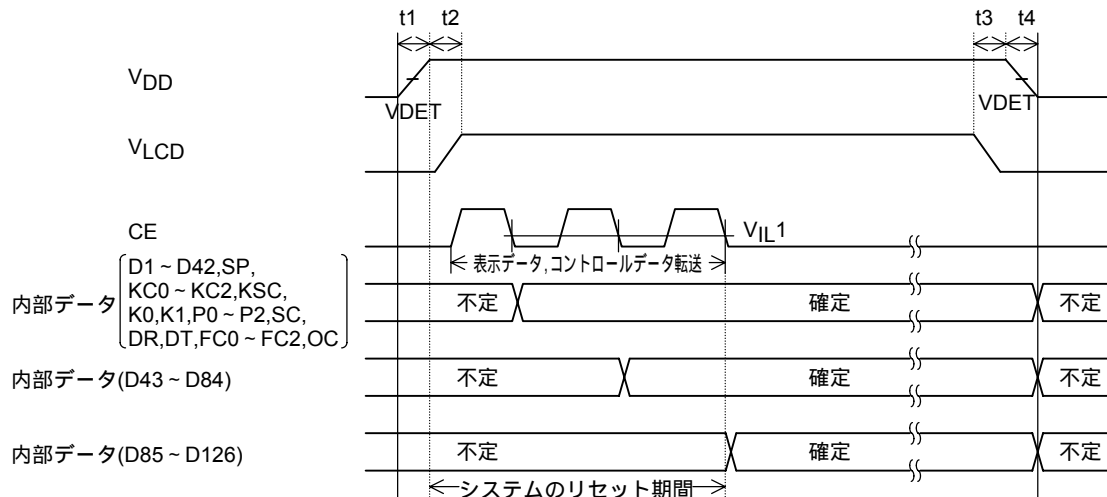 t1 t2 t3 t4
VDD
VDET VDET
VLCD
CE
VIL1
表示データ,コントロールデータ転送
内部データ
D1 ~ D42,SP,
KC0 ~ KC2,KSC,
K0,K1,P0 ~ P2,SC,
DR,DT,FC0 ~ FC2,OC
不定 確定 不定
内部データ(D43 ~ D84) 不定 確定 不定
内部データ(D85 ~ D126) 不定 確定 不定
システムのリセット期間